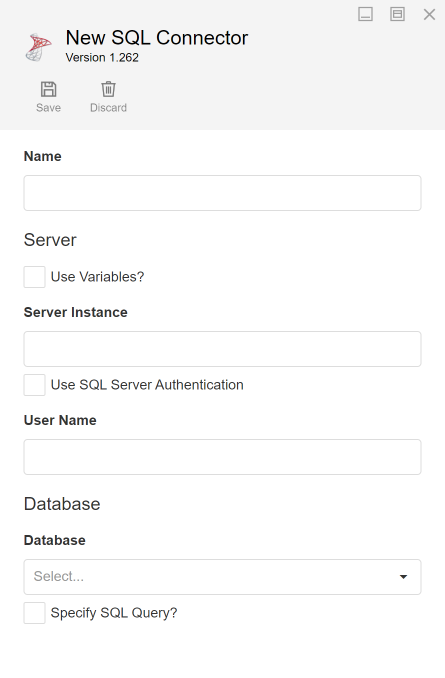 New SQL Connector
Version 1.262
Save Discard
Name
Server
Use Variables?
Server Instance
Use SQL Server Authentication
User Name
Database
Database
Select...
Specify SQL Query?